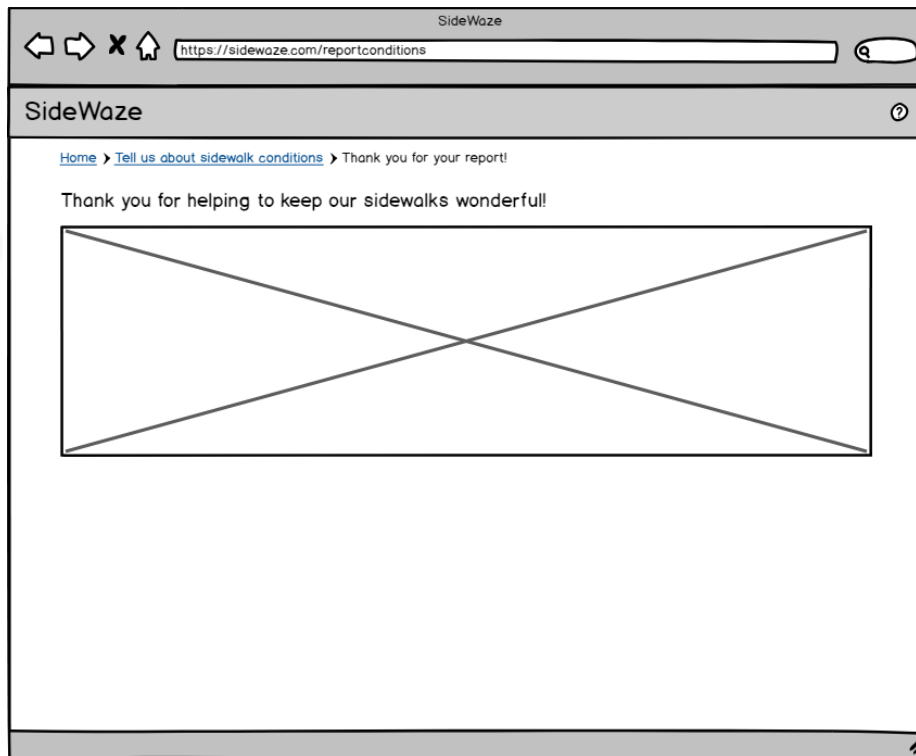 SideWaze
https://sidewaze.com/reportconditions
SideWaze
Home > Tell us about sidewalk conditions > Thank you for your report!
Thank you for helping to keep our sidewalks wonderful!